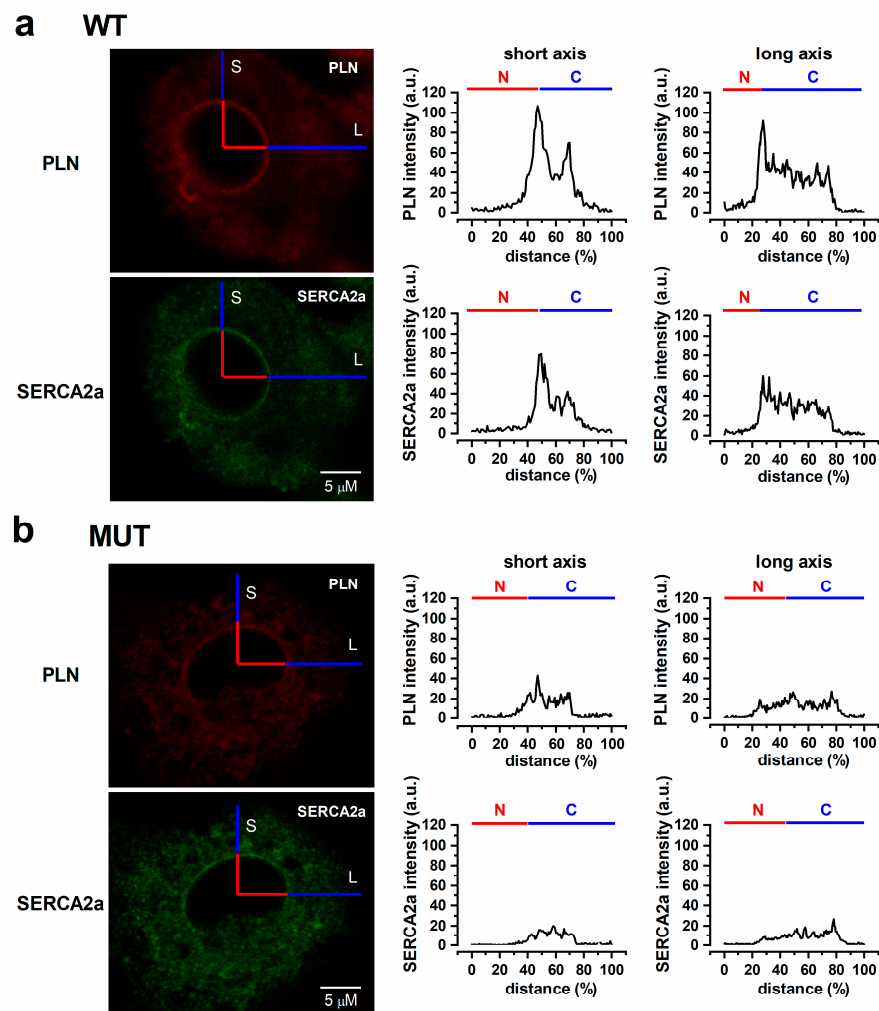 a WT
PLN
S
PLN
L
SERCA2a
S
SERCA2a
L
5 µM
short axis
N C
PLN intensity (a.u.)
120
100
80
60
40
20
0
0 20 40 60 80 100
distance (%)
long axis
N C
PLN intensity (a.u.)
120
100
80
60
40
20
0
0 20 40 60 80 100
distance (%)
N C
SERCA2a intensity (a.u.)
120
100
80
60
40
20
0
0 20 40 60 80 100
distance (%)
N C
SERCA2a intensity (a.u.)
120
100
80
60
40
20
0
0 20 40 60 80 100
distance (%)
b MUT
PLN
S
PLN
L
SERCA2a
S
SERCA2a
L
5 µM
short axis
N C
PLN intensity (a.u.)
120
100
80
60
40
20
0
0 20 40 60 80 100
distance (%)
long axis
N C
PLN intensity (a.u.)
120
100
80
60
40
20
0
0 20 40 60 80 100
distance (%)
N C
SERCA2a intensity (a.u.)
120
100
80
60
40
20
0
0 20 40 60 80 100
distance (%)
N C
SERCA2a intensity (a.u.)
120
100
80
60
40
20
0
0 20 40 60 80 100
distance (%)